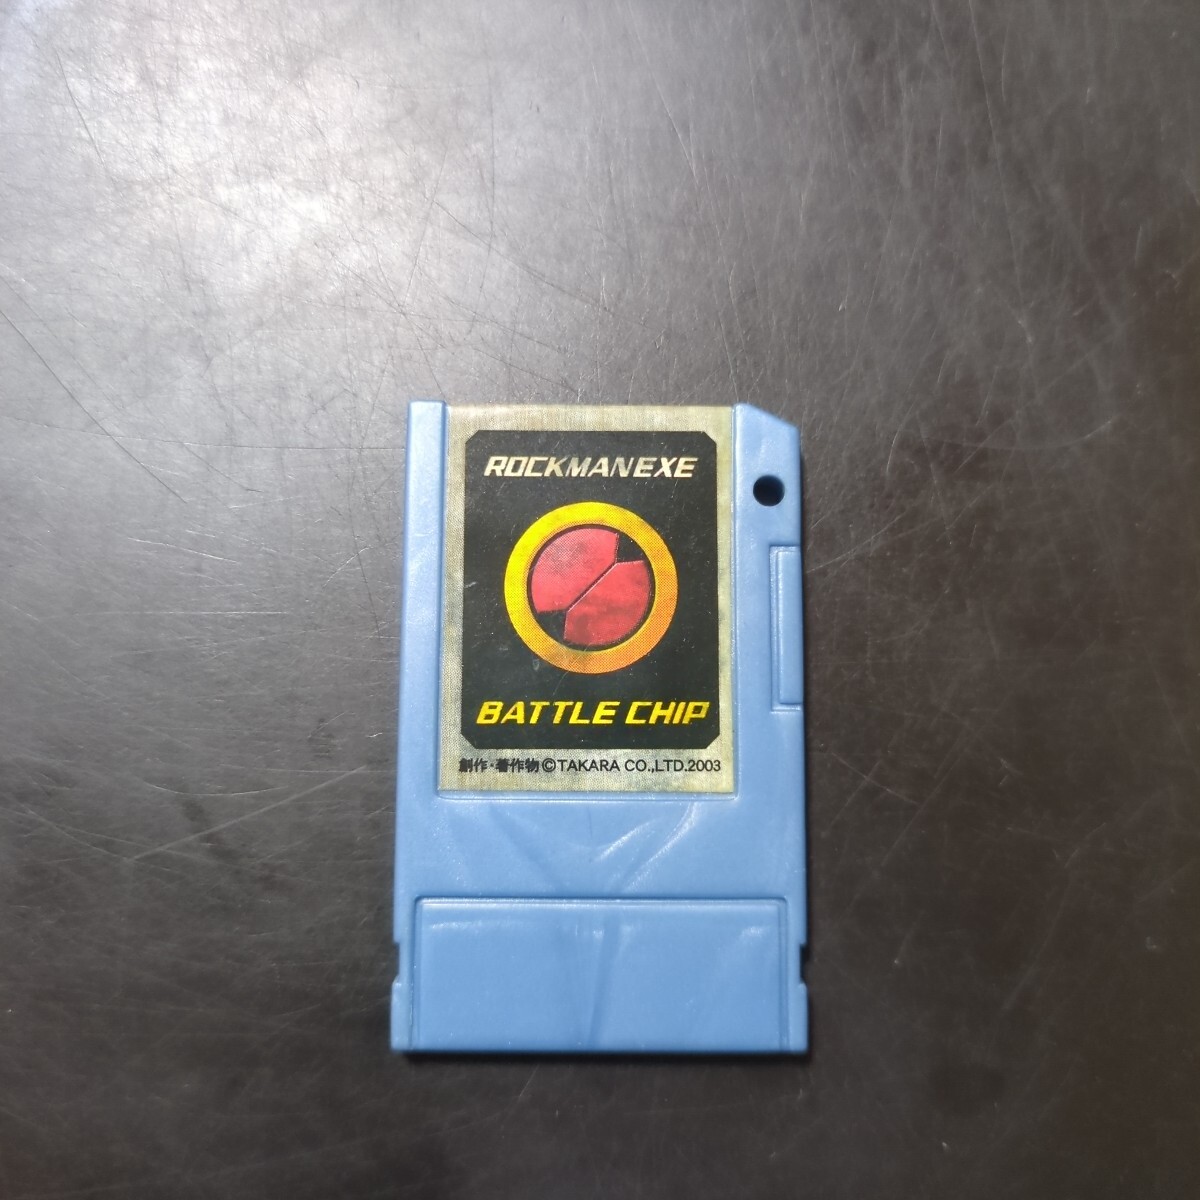 ROCKMANEXE
BATTLE CHIP
創作・著作物©TAKARA CO.,LTD.2003